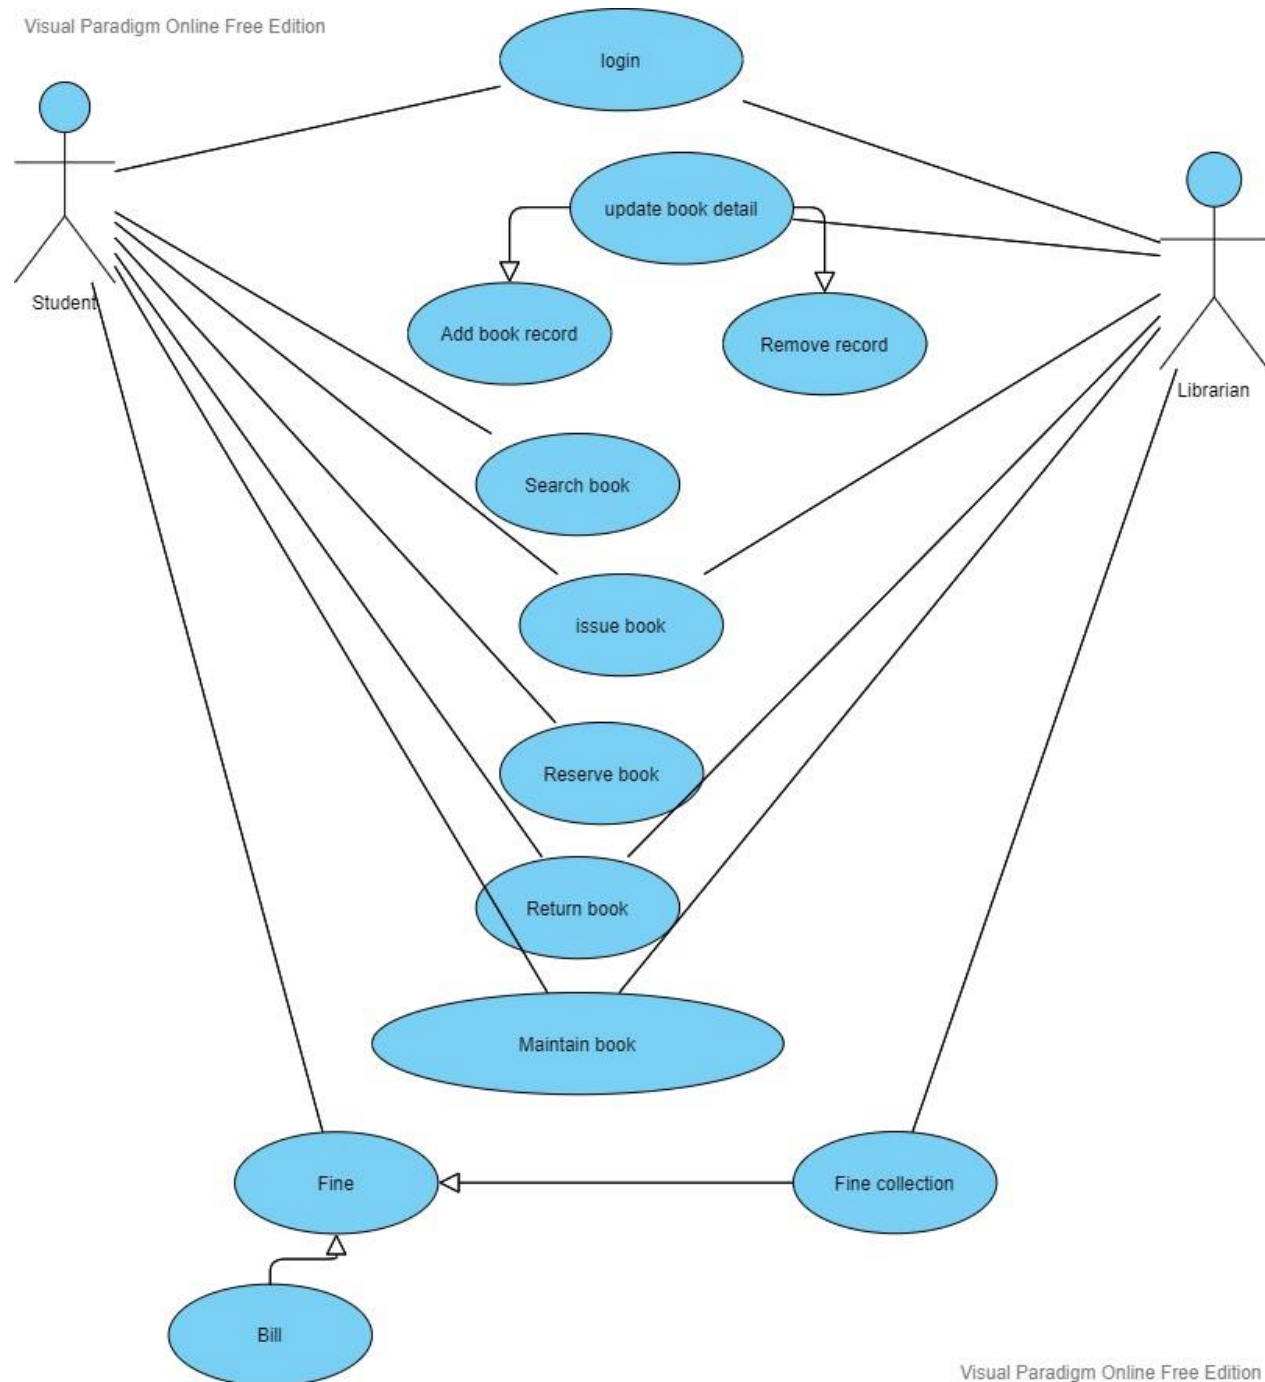 Visual Paradigm Online Free Edition
login
update book detail
Student
Add book record
Remove record
Librarian
Search book
issue book
Reserve book
Return book
Maintain book
Fine
Fine collection
Bill
Visual Paradigm Online Free Edition